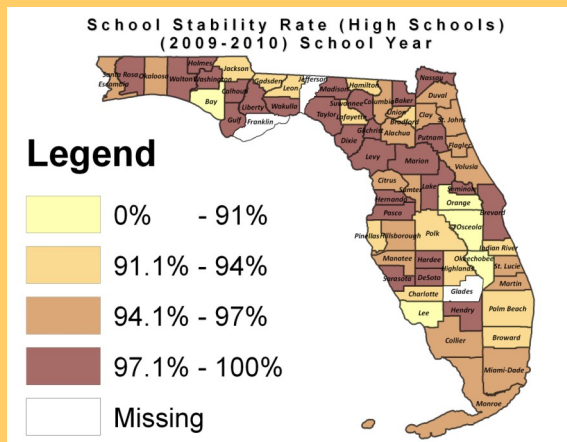 School Stability Rate (High Schools)
(2009-2010) School Year
Holmes
Jackson
Santa Rosa
Okaloosa
Walton
Washington
Escambia
Bay
Calhoun
Gadsden
Leon
Jefferson
Madison
Hamilton
Nassau
Liberty
Wakulla
Gulf
Franklin
Taylor
Suwannee
Columbia
Baker
Duval
Lafayette
Union
Bradford
Clay
St. Johns
Dixie
Gilchrist
Alachua
Putnam
Flagler
Levy
Marion
Volusia
Citrus
Sumter
Lake
Seminole
Hernando
Orange
Pasco
Brevard
Osceola
Pinellas
Hillsborough
Polk
Indian River
Manatee
Hardee
Okeechobee
Highlands
St. Lucie
Sarasota
DeSoto
Martin
Charlotte
Glades
Lee
Hendry
Palm Beach
Broward
Collier
Miami-Dade
Monroe
Legend
0% - 91%
91.1% - 94%
94.1% - 97%
97.1% - 100%
Missing